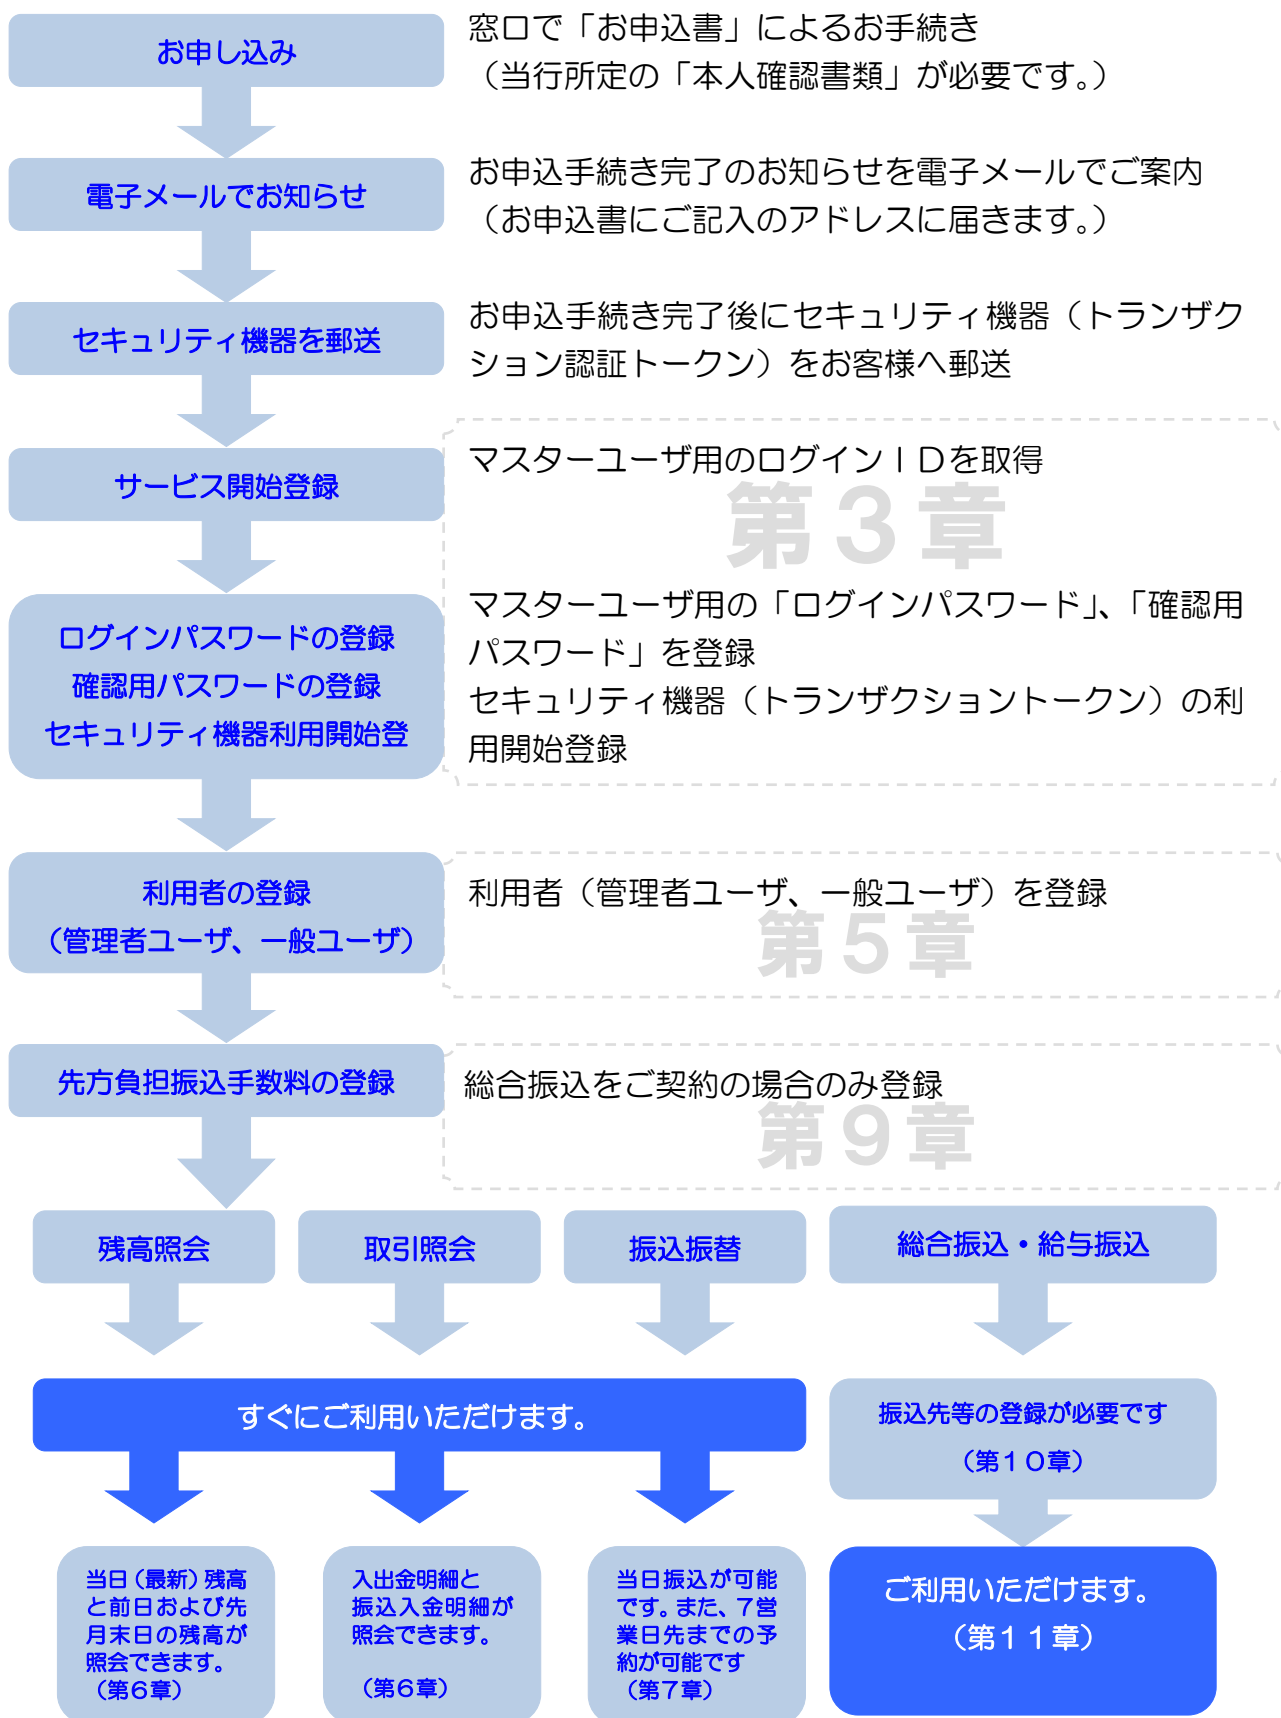 お申し込み
窓口で「お申込書」によるお手続き
（当行所定の「本人確認書類」が必要です。）
電子メールでお知らせ
お申込手続き完了のお知らせを電子メールでご案内
（お申込書にご記入のアドレスに届きます。）
セキュリティ機器を郵送
お申込手続き完了後にセキュリティ機器（トランザク
ション認証トークン）をお客様へ郵送
サービス開始登録
マスターユーザ用のログインＩＤを取得
第３章
ログインパスワードの登録
確認用パスワードの登録
セキュリティ機器利用開始登
マスターユーザ用の「ログインパスワード」、「確認用
パスワード」を登録
セキュリティ機器（トランザクショントークン）の利
用開始登録
利用者の登録
（管理者ユーザ、一般ユーザ）
利用者（管理者ユーザ、一般ユーザ）を登録
第５章
先方負担振込手数料の登録
総合振込をご契約の場合のみ登録
第９章
残高照会
取引照会
振込振替
総合振込・給与振込
すぐにご利用いただけます。
振込先等の登録が必要です
（第１０章）
当日（最新）残高
と前日および先
月末日の残高が
照会できます。
（第６章）
入出金明細と
振込入金明細が
照会できます。
（第６章）
当日振込が可能
です。また、７営
業日先までの予
約が可能です
（第７章）
ご利用いただけます。
（第１１章）